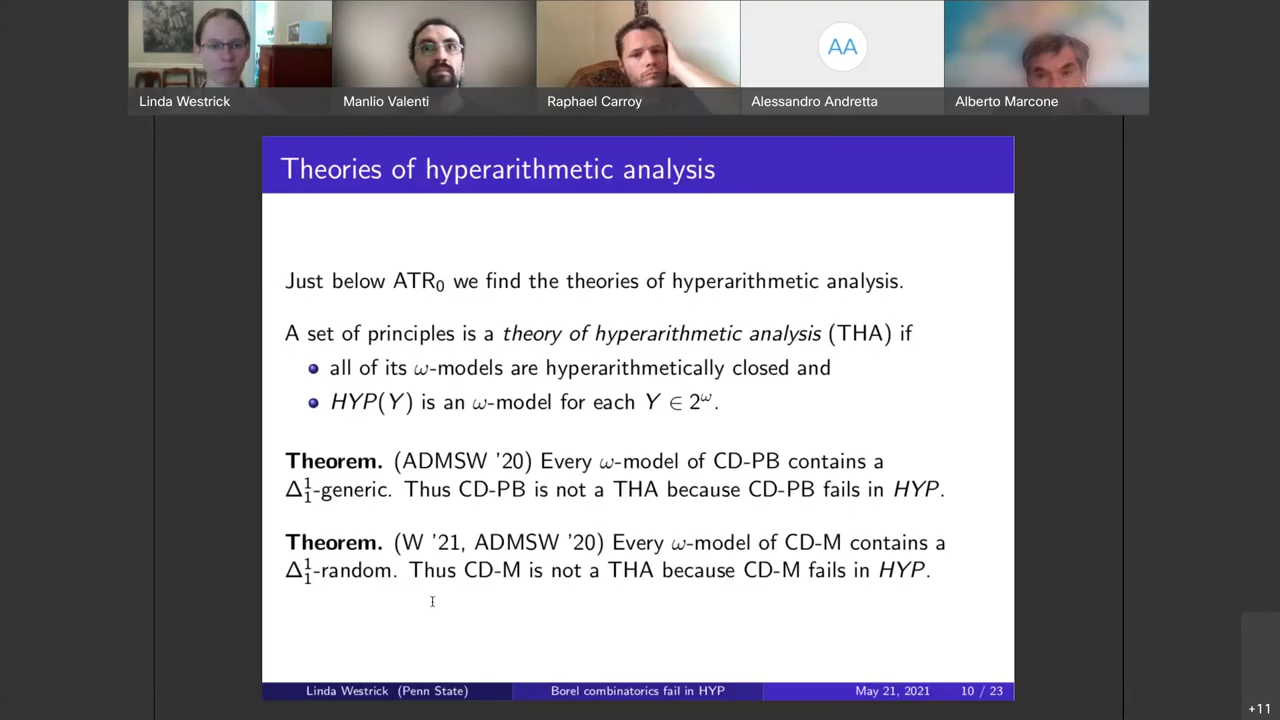 AA
Linda Westrick
Manlio Valenti
Raphael Carroy
Alessandro Andretta
Alberto Marcone
Theories of hyperarithmetic analysis
Just below ATR₀ we find the theories of hyperarithmetic analysis.
A set of principles is a theory of hyperarithmetic analysis (THA) if
all of its ω-models are hyperarithmetically closed and
HYP(Y) is an ω-model for each Y ∈ 2^ω.
Theorem. (ADMSW '20) Every ω-model of CD-PB contains a
Δ¹₁-generic. Thus CD-PB is not a THA because CD-PB fails in HYP.
Theorem. (W '21, ADMSW '20) Every ω-model of CD-M contains a
Δ¹₁-random. Thus CD-M is not a THA because CD-M fails in HYP.
Linda Westrick (Penn State)
Borel combinatorics fail in HYP
May 21, 2021
10 / 23
+11